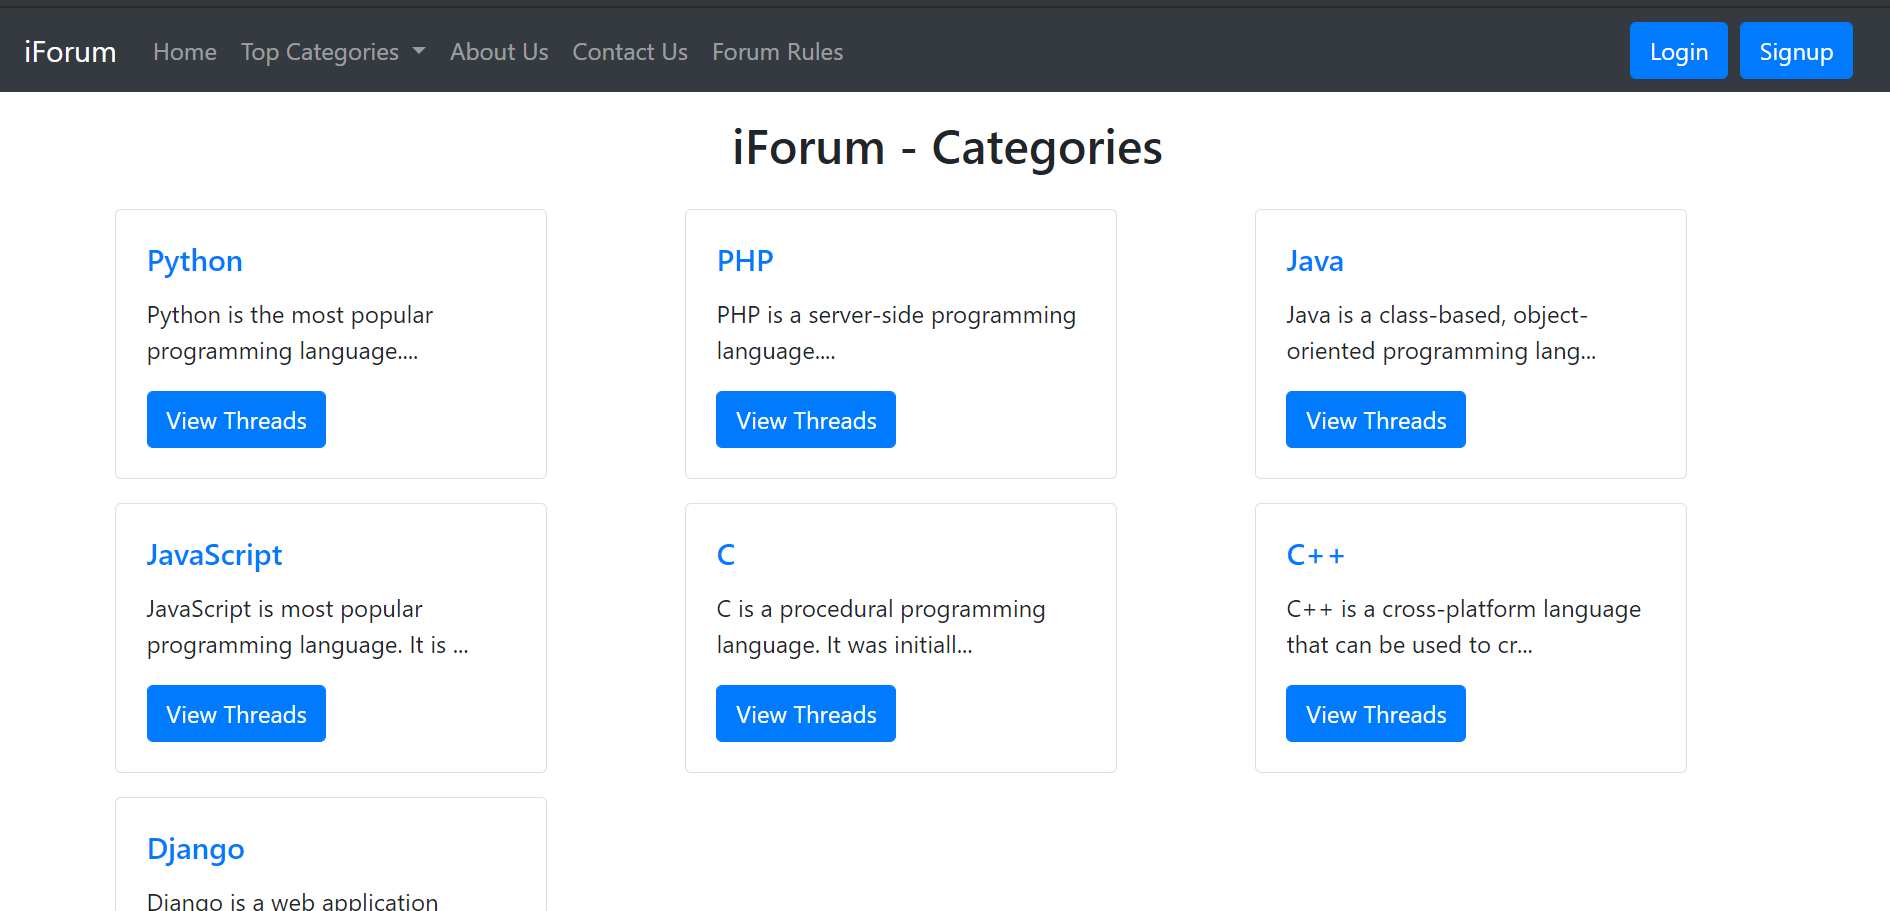 iForum Home Top Categories About Us Contact Us Forum Rules Login Signup
iForum - Categories
Python
Python is the most popular
programming language....
View Threads
PHP
PHP is a server-side programming
language....
View Threads
Java
Java is a class-based, object-
oriented programming lang...
View Threads
JavaScript
JavaScript is most popular
programming language. It is ...
View Threads
C
C is a procedural programming
language. It was initiall...
View Threads
C++
C++ is a cross-platform language
that can be used to cr...
View Threads
Django
Django is a web application